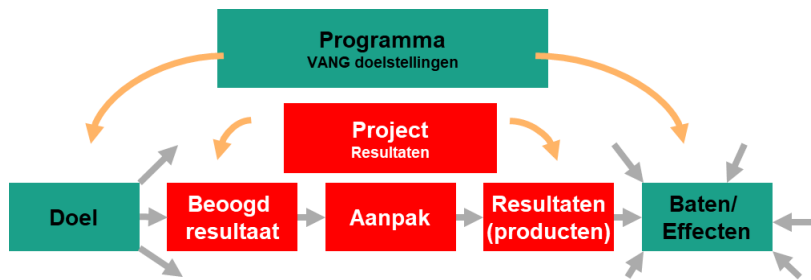 Programma
VANG doelstellingen
Project
Resultaten
Doel
Beoogd
resultaat
Aanpak
Resultaten
(producten)
Baten/
Effecten